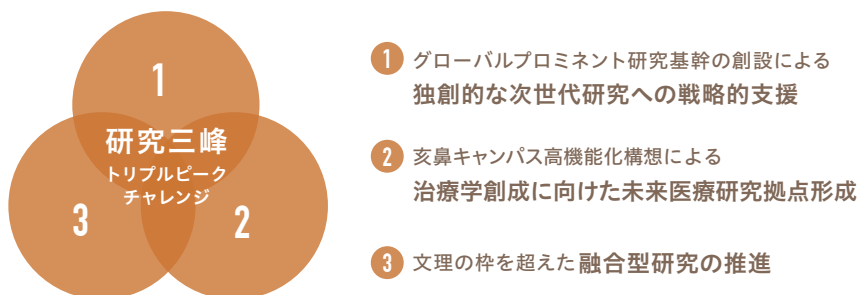 1
研究三峰
トリプルピーク
チャレンジ
3
2
1 グローバルプロミネント研究基幹の創設による
独創的な次世代研究への戦略的支援
2 亥鼻キャンパス高機能化構想による
治療学創成に向けた未来医療研究拠点形成
3 文理の枠を超えた融合型研究の推進